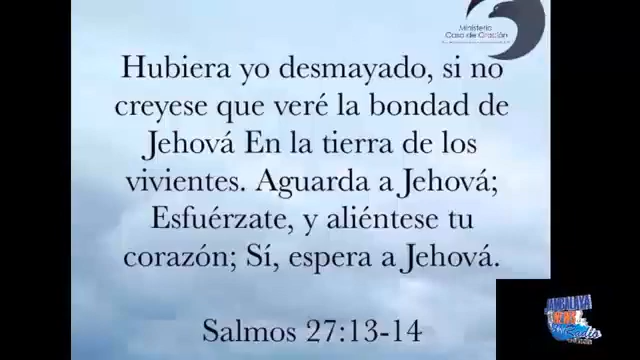 Ministerio
Casa de Oración
Hubiera yo desmayado, si no
creyese que veré la bondad de
Jehová En la tierra de los
vivientes. Aguarda a Jehová;
Esfuérzate, y aliéntese tu
corazón; Sí, espera a Jehová.
Salmos 27:13-14